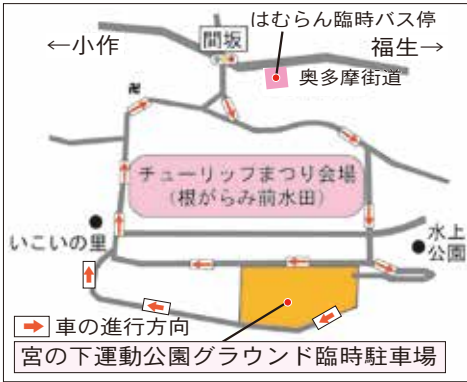 はむらん臨時バス停
←小作
間坂
福生→
奥多摩街道
卍
チューリップまつり会場
(根がらみ前水田)
いこいの里
水上
公園
車の進行方向
宮の下運動公園グラウンド臨時駐車場